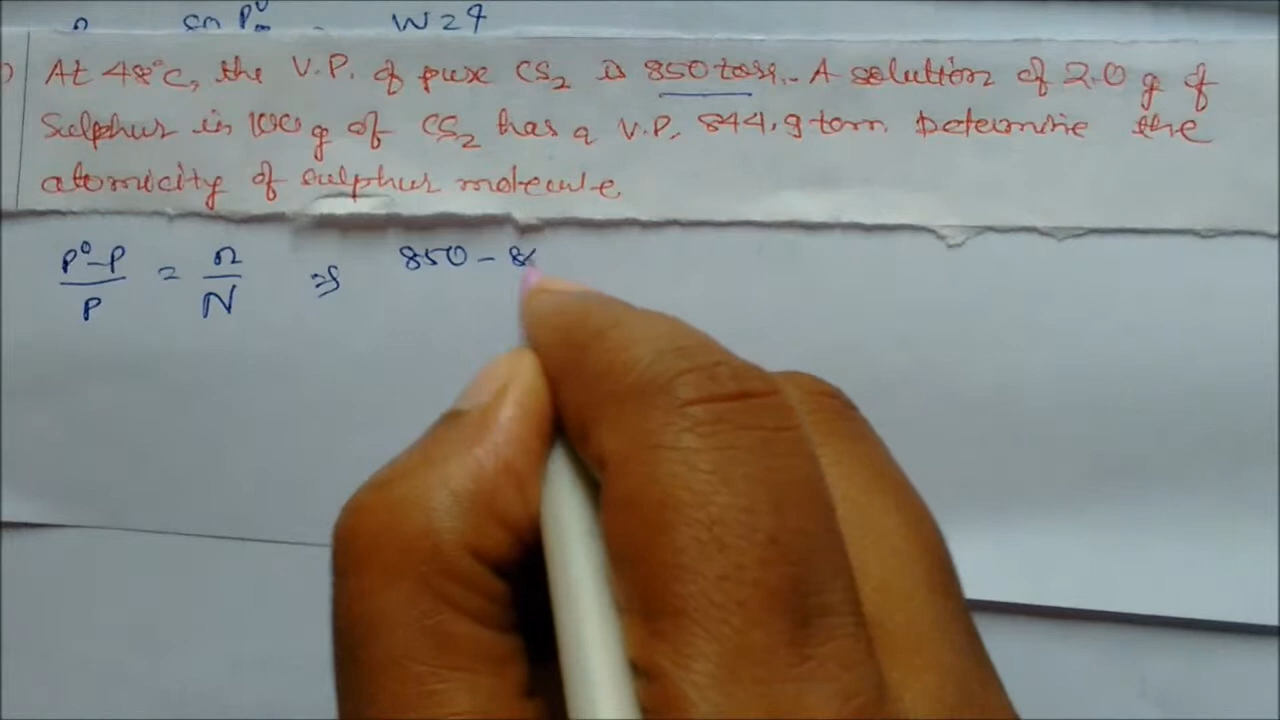 W = ?
At 48°C, the V.P. of pure CS₂ is 850 torr. A solution of 2.0 g of
Sulphur in 100 g of CS₂ has a V.P. 844.9 torr. Determine the
atomicity of sulphur molecule
P⁰-P / P = n / N ⇒ 850 - 8